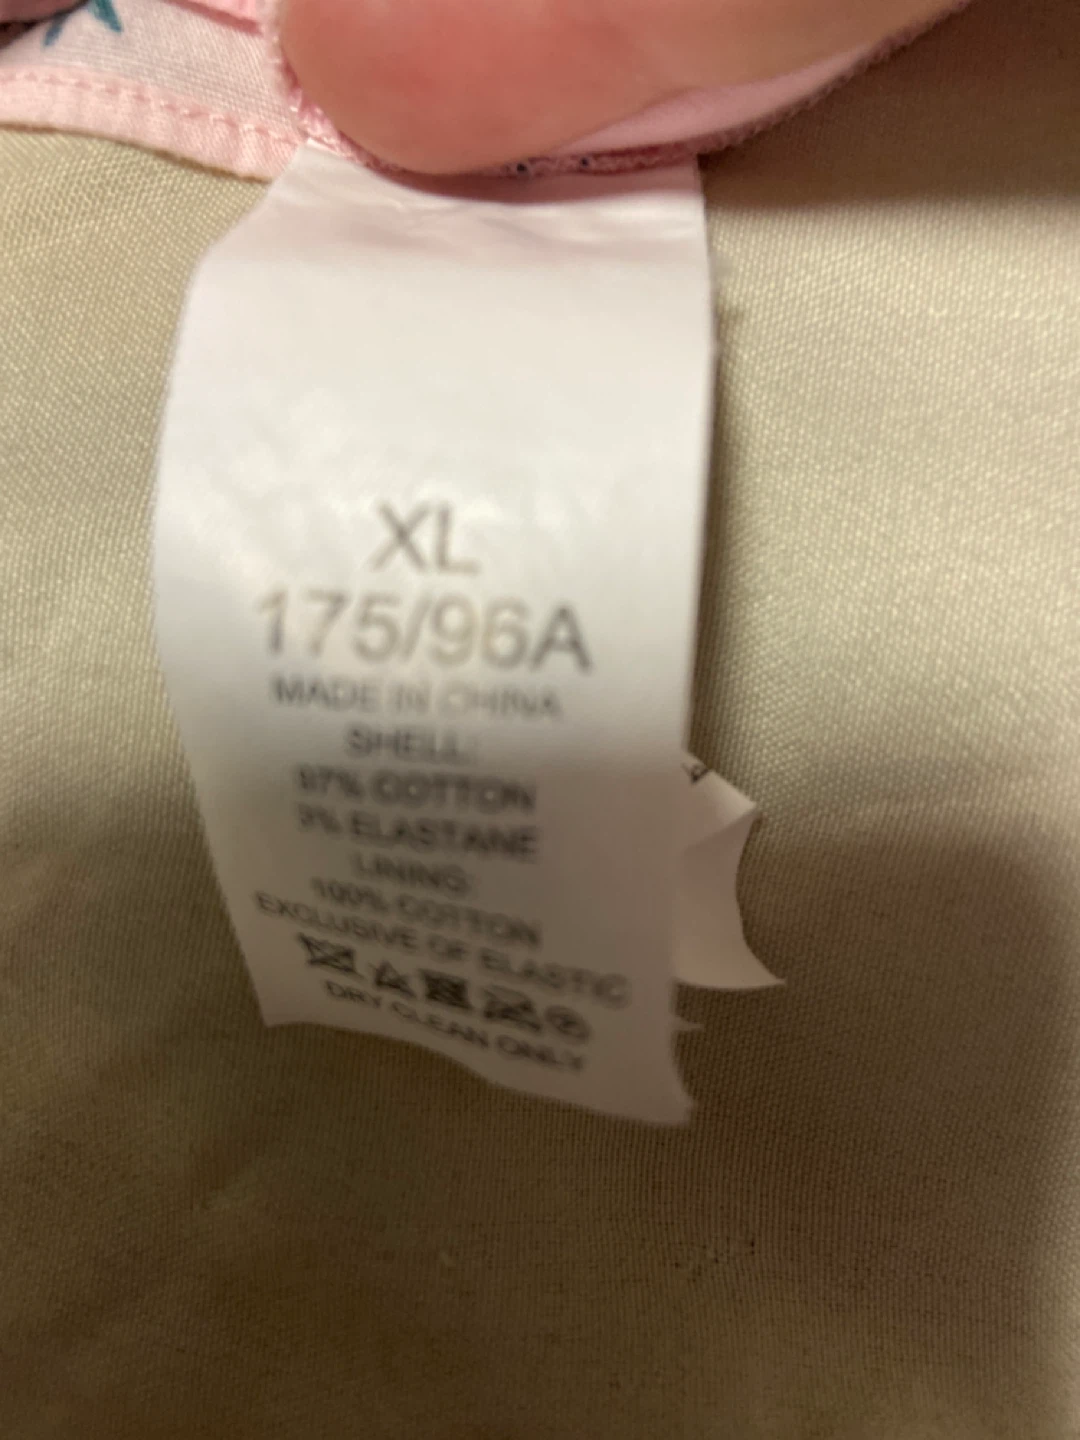 XL
175/96A
MADE IN CHINA
SHELL:
97% COTTON
3% ELASTANE
LINING:
100% COTTON
EXCLUSIVE OF ELASTIC
DRY CLEAN ONLY